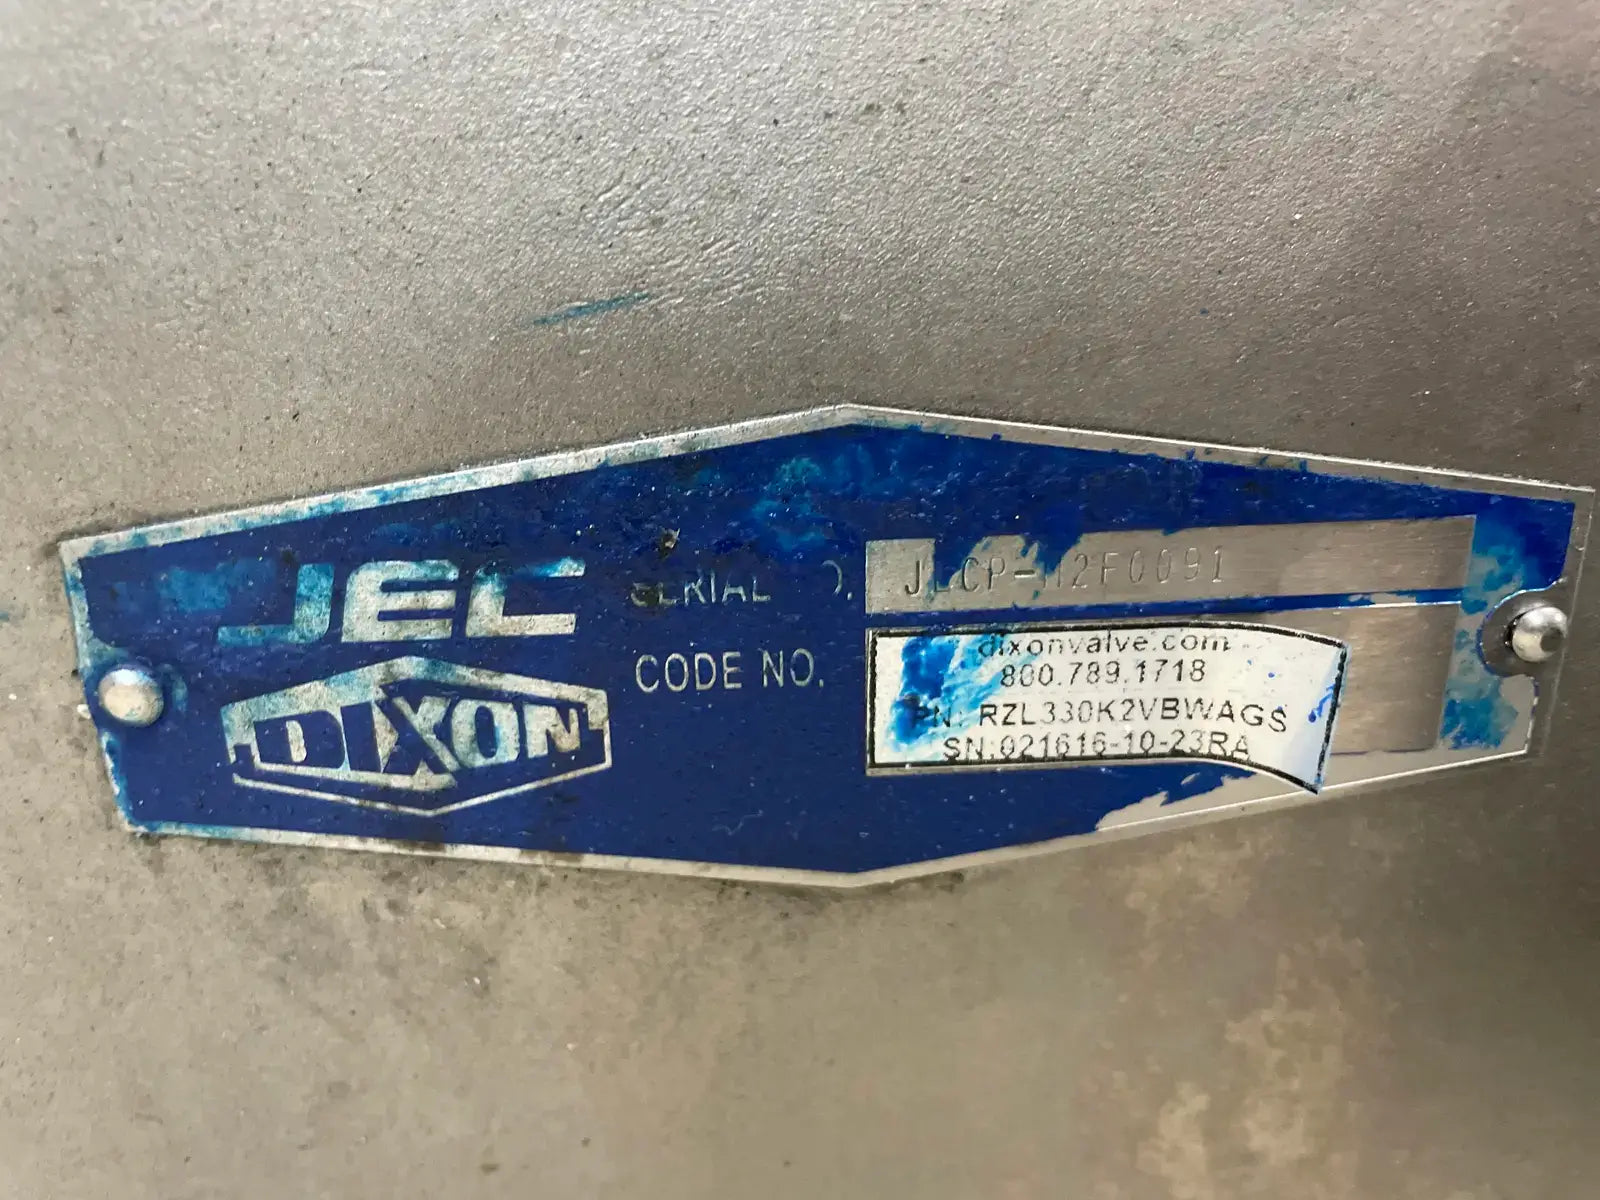 JEC
DIXON
SERIAL
CODE NO.
dixonvalve.com
800.789.1718
PN: RZL330K2VBWAGS
SN:021616-10-23RA